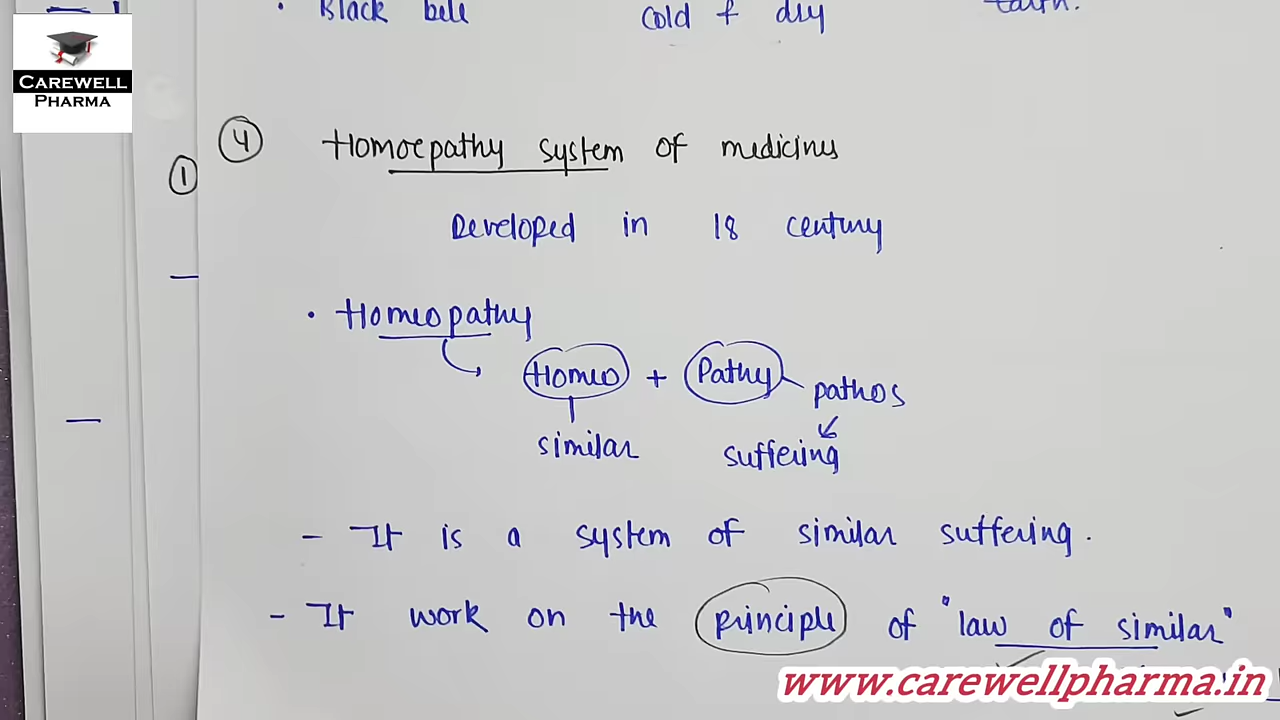 • Black bele cold + dry
CAREWELL
PHARMA
④ Homoepathy system of medicines
①
Developed in 18 century
• Homeopathy
Homeo + Pathy
pathos
similar suffering
- It is a system of similar suffering.
- It work on the principle of "law of similar"
www.carewellpharma.in